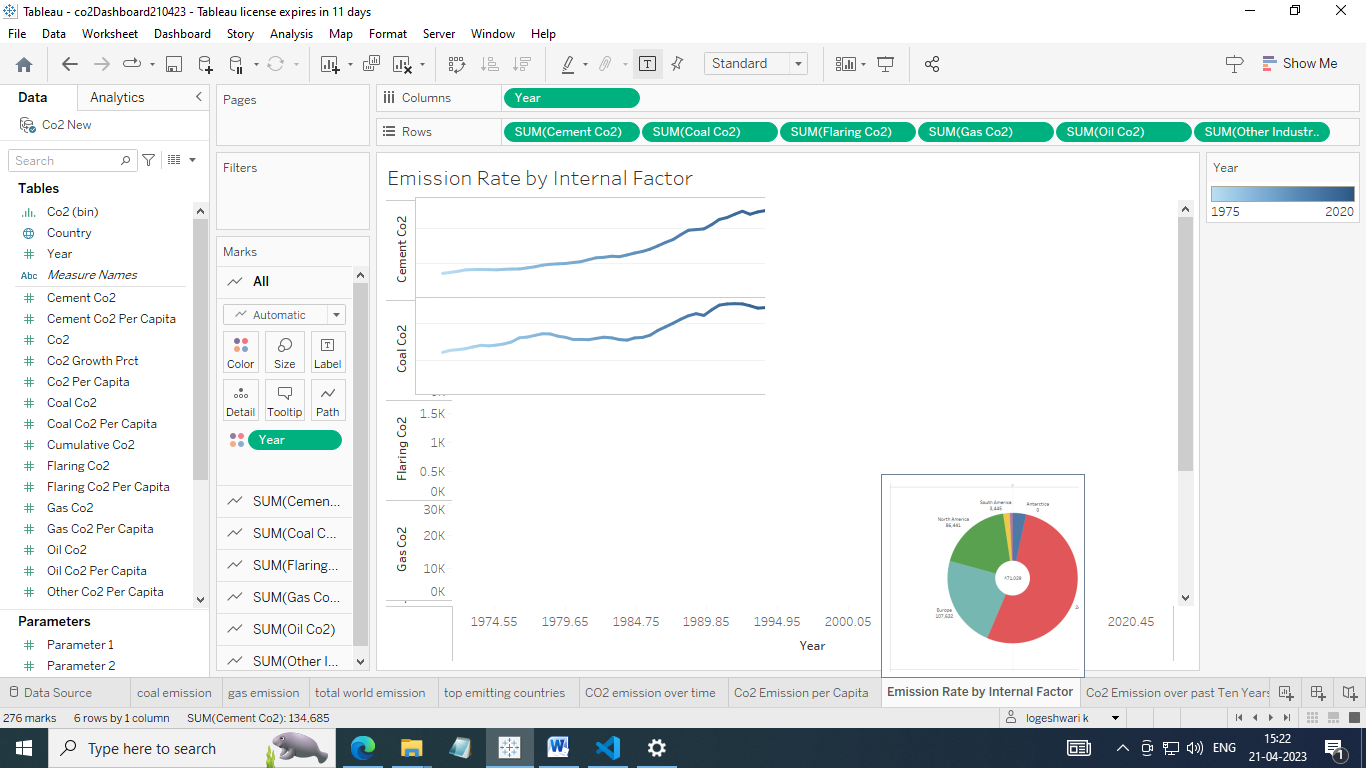 Tableau - co2Dashboard210423 - Tableau license expires in 11 days
File Data Worksheet Dashboard Story Analysis Map Format Server Window Help
Standard
Show Me
Data Analytics
Co2 New
Search
Tables
Co2 (bin)
Country
Year
Abc Measure Names
Cement Co2
Cement Co2 Per Capita
Co2
Co2 Growth Prct
Co2 Per Capita
Coal Co2
Coal Co2 Per Capita
Cumulative Co2
Flaring Co2
Flaring Co2 Per Capita
Gas Co2
Gas Co2 Per Capita
Oil Co2
Oil Co2 Per Capita
Other Co2 Per Capita
Parameters
Parameter 1
Parameter 2
Pages
Filters
Marks
All
Automatic
Color Size Label
Detail Tooltip Path
Year
SUM(Cemen...
SUM(Coal C...
SUM(Flaring...
SUM(Gas Co...
SUM(Oil Co2)
SUM(Other I...
Columns Year
Rows SUM(Cement Co2) SUM(Coal Co2) SUM(Flaring Co2) SUM(Gas Co2) SUM(Oil Co2) SUM(Other Industr..
Emission Rate by Internal Factor
Cement Co2
Coal Co2
Flaring Co2
1.5K
1K
0.5K
0K
Gas Co2
30K
20K
10K
0K
1974.55 1979.65 1984.75 1989.85 1994.95 2000.05 2020.45
Year
South America
3,445
Antarctica
0
North America
86,441
471,029
Europe
107,632
Year
1975 2020
Data Source coal emission gas emission total world emission top emitting countries CO2 emission over time Co2 Emission per Capita Emission Rate by Internal Factor Co2 Emission over past Ten Years
276 marks 6 rows by 1 column SUM(Cement Co2): 134,685 logeshwari k
Type here to search
ENG
15:22
21-04-2023
1